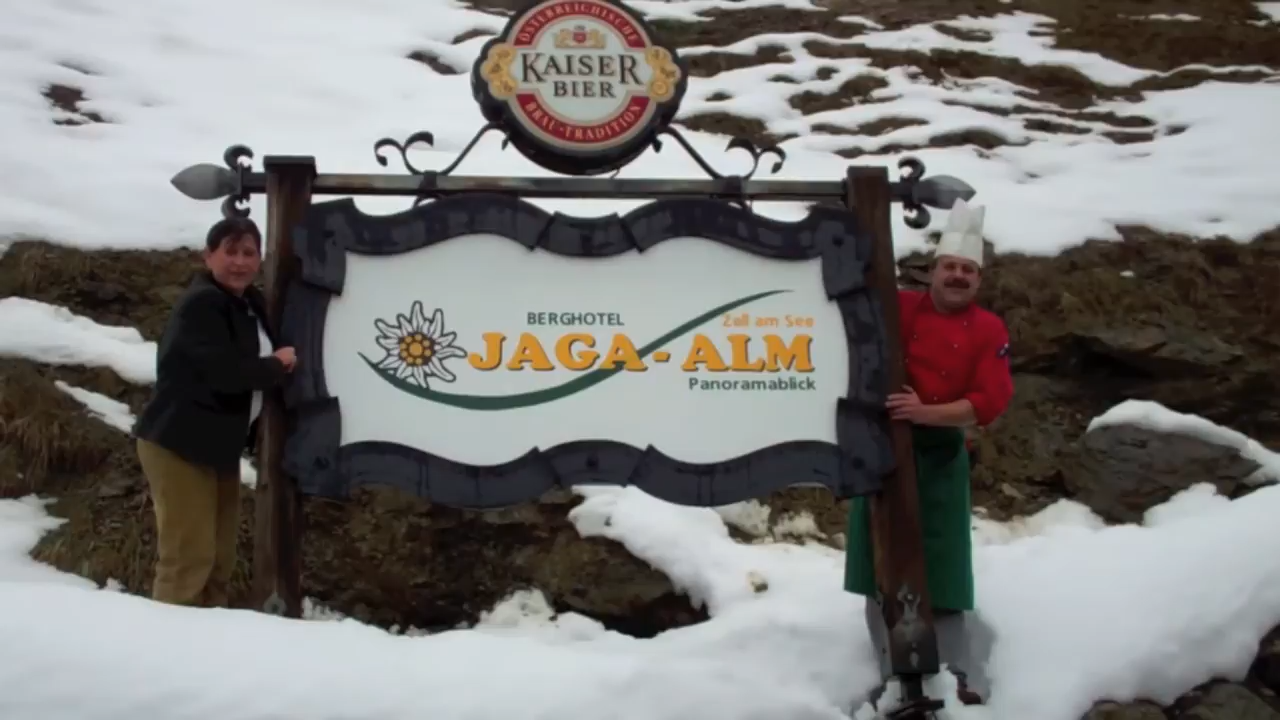 ÖSTERREICHISCHE
KAISER
BIER
BRAU-TRADITION
BERGHOTEL
Zell am See
JAGA-ALM
Panoramablick